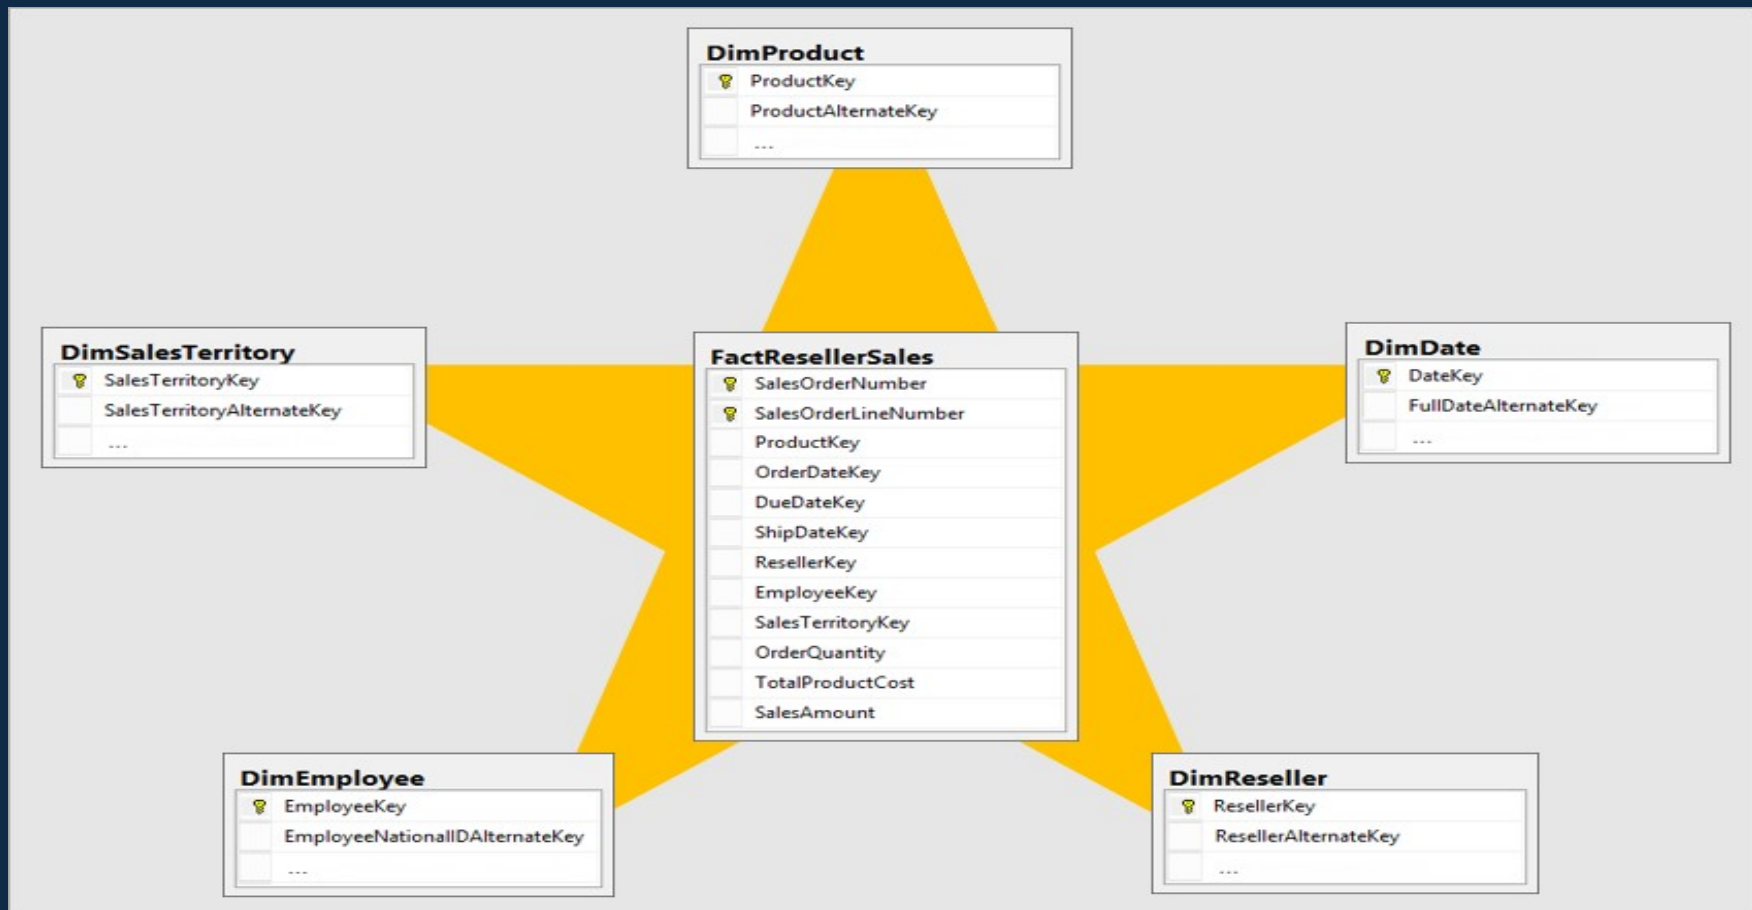 DimProduct
ProductKey
ProductAlternateKey
...
DimSalesTerritory
SalesTerritoryKey
SalesTerritoryAlternateKey
...
FactResellerSales
SalesOrderNumber
SalesOrderLineNumber
ProductKey
OrderDateKey
DueDateKey
ShipDateKey
ResellerKey
EmployeeKey
SalesTerritoryKey
OrderQuantity
TotalProductCost
SalesAmount
DimDate
DateKey
FullDateAlternateKey
...
DimEmployee
EmployeeKey
EmployeeNationalIDAlternateKey
...
DimReseller
ResellerKey
ResellerAlternateKey
...